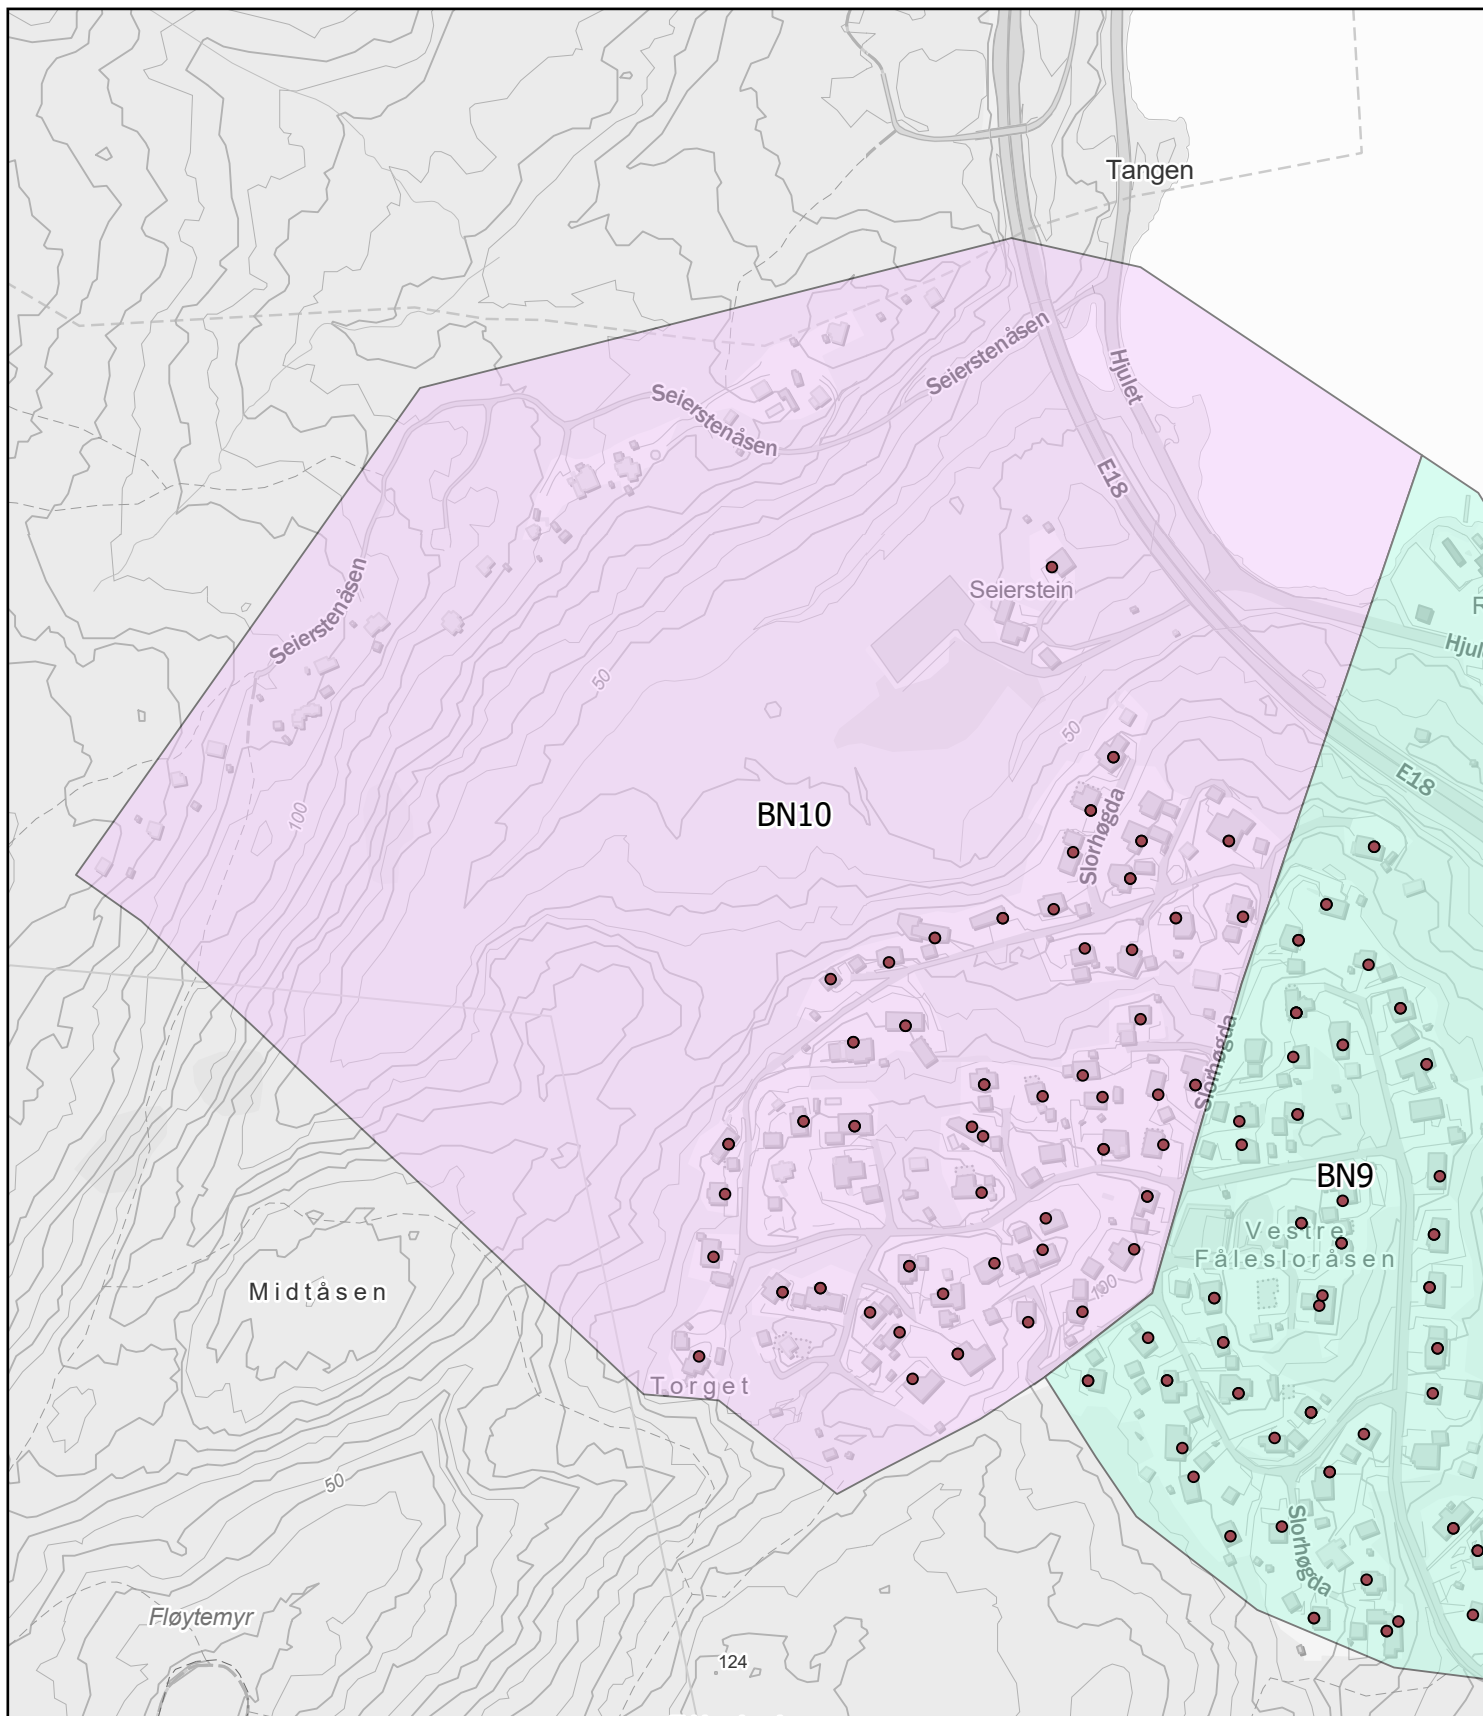 Tangen
Seierstenåsen
Hjulet
Seierstenåsen
E18
Seierstenåsen
Seierstein
Hjul
50
50
E18
100
BN10
Slorhøgda
Slorhøgda
BN9
Vestre
Fåleslоråsen
Midtåsen
100
Torget
50
Slorhøgda
Fløytemyr
124